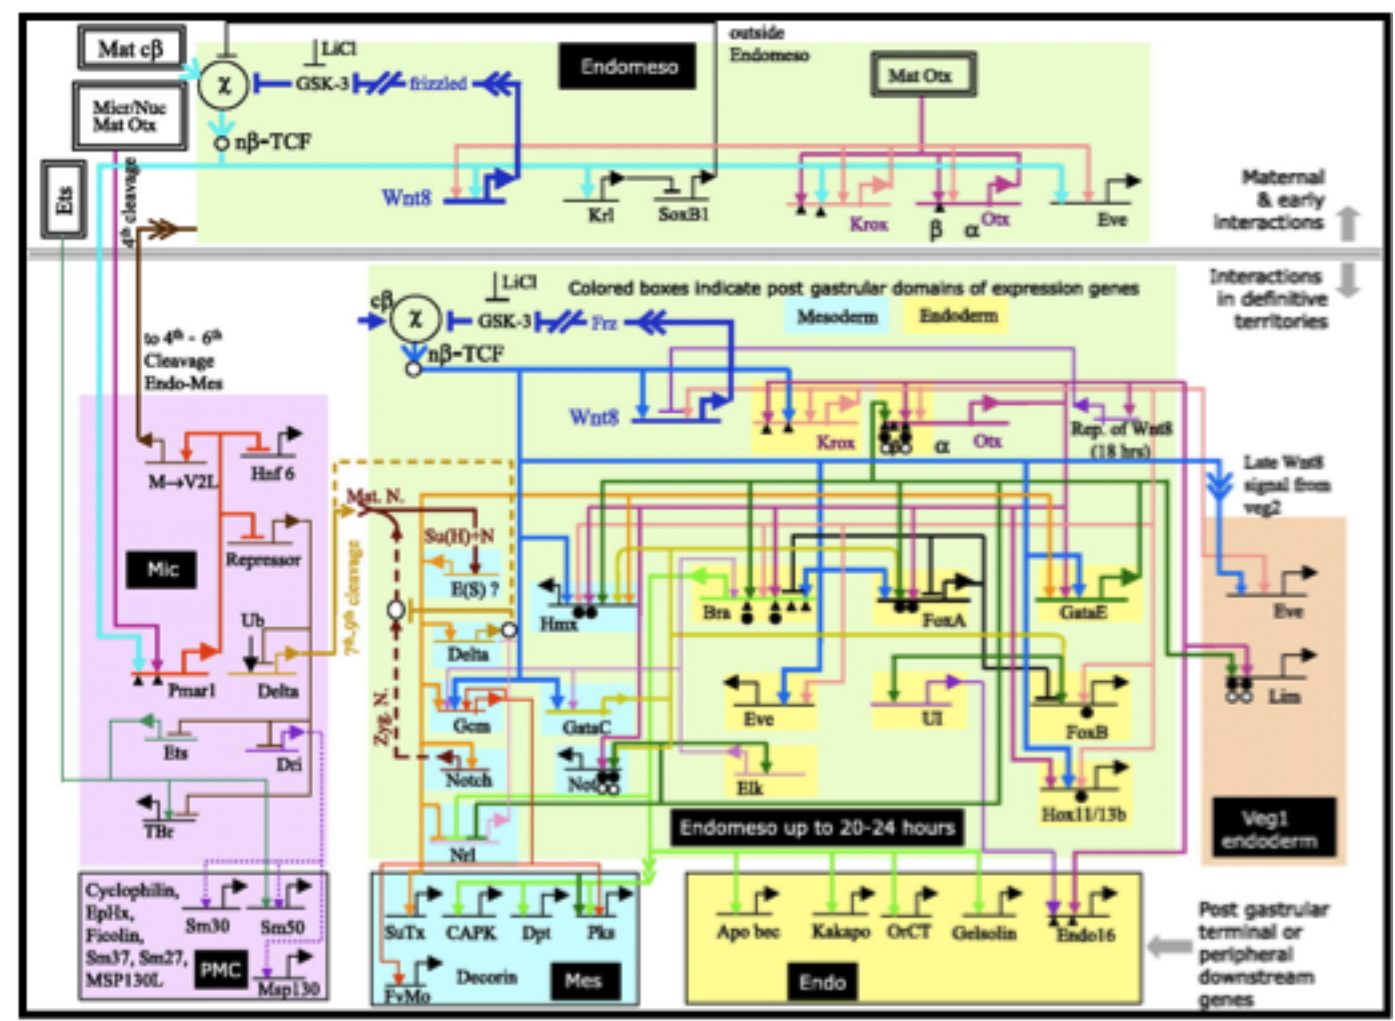 Mat cβ
χ
LiCl
GSK-3
frizzled
Endomeso
outside
Endomeso
Mat Otx
Micr/Nuc
Mat Otx
nβ-TCF
Ets
4th cleavage
Wnt8
Krl
SoxB1
Krox
β
α
Otx
Eve
Maternal
& early
interactions
Interactions
in definitive
territories
LiCl
Colored boxes indicate post gastrular domains of expression genes
cβ
χ
GSK-3
Frz
Mesoderm
Endoderm
nβ-TCF
to 4th - 6th
Cleavage
Endo-Mes
Wnt8
Krox
α
Otx
Rep. of Wnt8
(18 hrs)
M→V2L
Hnf 6
Late Wnt8
signal from
veg2
Mat. N.
Su(H)+N
Repressor
Mic
7th-9th cleavage
E(S) ?
Hmx
Bra
FoxA
GataE
Eve
Ub
Delta
Pmar1
Delta
Zyg. N.
Gcm
GataC
Eve
UI
FoxB
Lim
Ets
Dri
Notch
Not
Elk
TBr
Hox11/13b
Endomeso up to 20-24 hours
Veg1
endoderm
Nrl
Cyclophilin,
EpHx,
Ficolin,
Sm37, Sm27,
MSP130L
Sm30
Sm50
PMC
Msp130
SuTx
CAPK
Dpt
Pks
FvMo
Decorin
Mes
Apo bec
Kakapo
OrCT
Gelsolin
Endo16
Endo
Post gastrular
terminal or
peripheral
downstream
genes